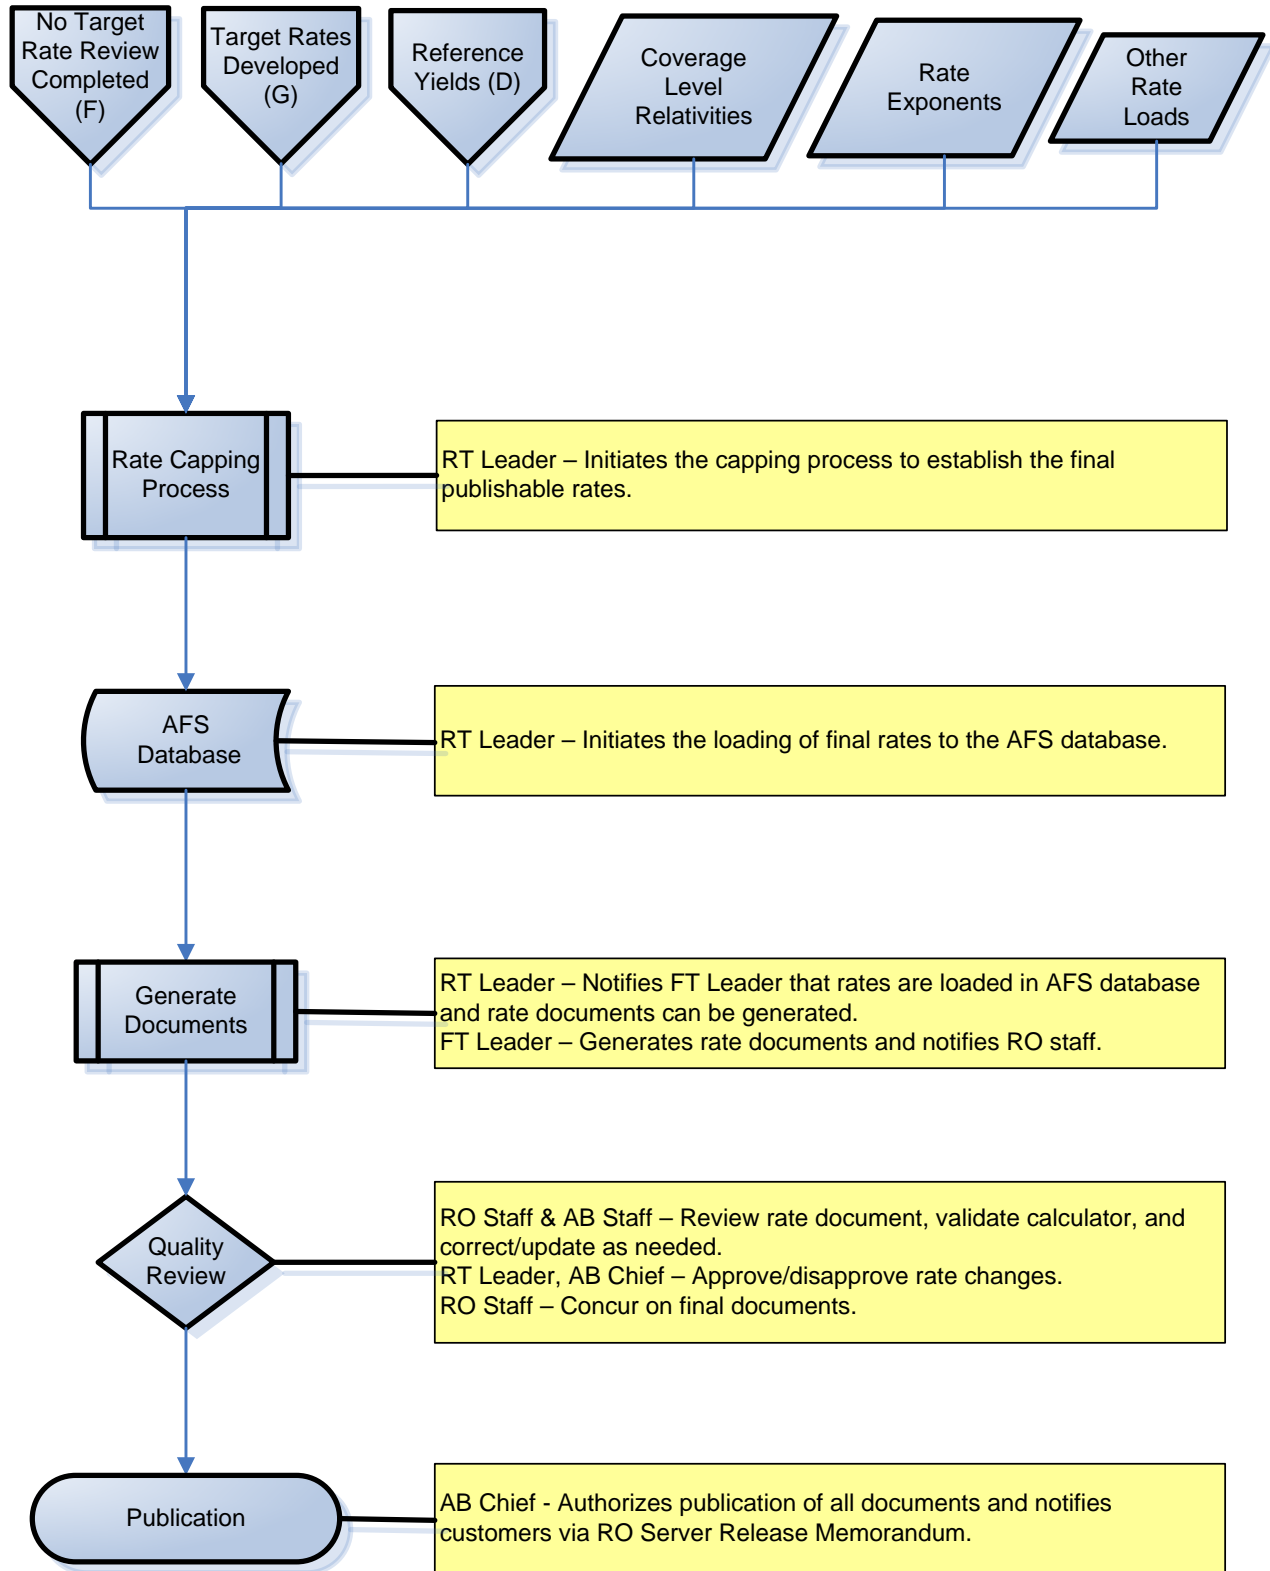 No Target
Rate Review
Completed
(F)
Target Rates
Developed
(G)
Reference
Yields (D)
Coverage
Level
Relativities
Rate
Exponents
Other
Rate
Loads
Rate Capping
Process
RT Leader – Initiates the capping process to establish the final
publishable rates.
AFS
Database
RT Leader – Initiates the loading of final rates to the AFS database.
Generate
Documents
RT Leader – Notifies FT Leader that rates are loaded in AFS database
and rate documents can be generated.
FT Leader – Generates rate documents and notifies RO staff.
Quality
Review
RO Staff & AB Staff – Review rate document, validate calculator, and
correct/update as needed.
RT Leader, AB Chief – Approve/disapprove rate changes.
RO Staff – Concur on final documents.
Publication
AB Chief - Authorizes publication of all documents and notifies
customers via RO Server Release Memorandum.